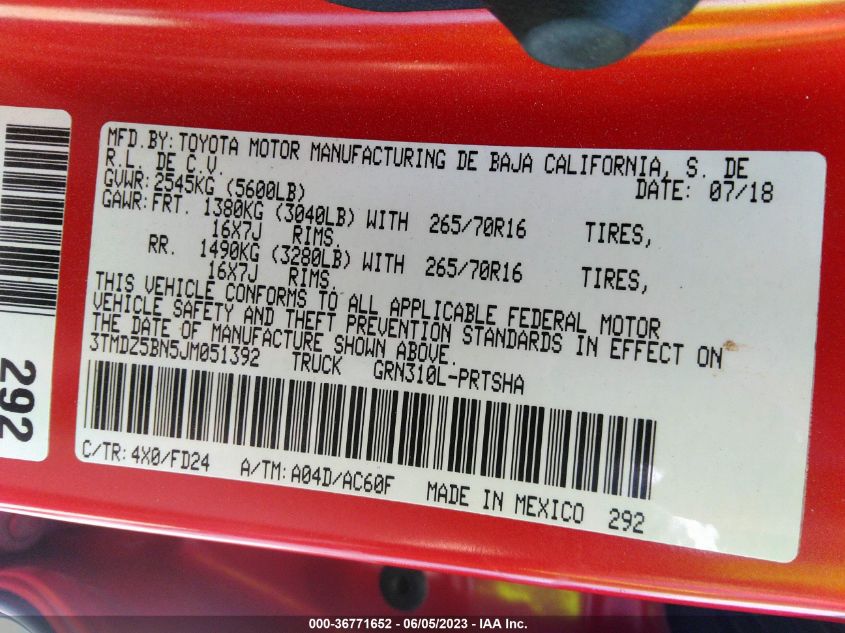 MFD.BY:TOYOTA MOTOR MANUFACTURING DE BAJA CALIFORNIA, S. DE
R.L. DE C.V. DATE: 07/18
GVWR:2545KG (5600LB)
GAWR:FRT. 1380KG (3040LB) WITH 265/70R16 TIRES,
16X7J RIMS.
RR. 1490KG (3280LB) WITH 265/70R16 TIRES,
16X7J RIMS.
THIS VEHICLE CONFORMS TO ALL APPLICABLE FEDERAL MOTOR
VEHICLE SAFETY AND THEFT PREVENTION STANDARDS IN EFFECT ON
THE DATE OF MANUFACTURE SHOWN ABOVE.
3TMDZ5BN5JM051392 TRUCK GRN310L-PRTSHA
C/TR:4X0/FD24 A/TM:A04D/AC60F MADE IN MEXICO 292
292
000-36771652 - 06/05/2023 - IAA Inc.